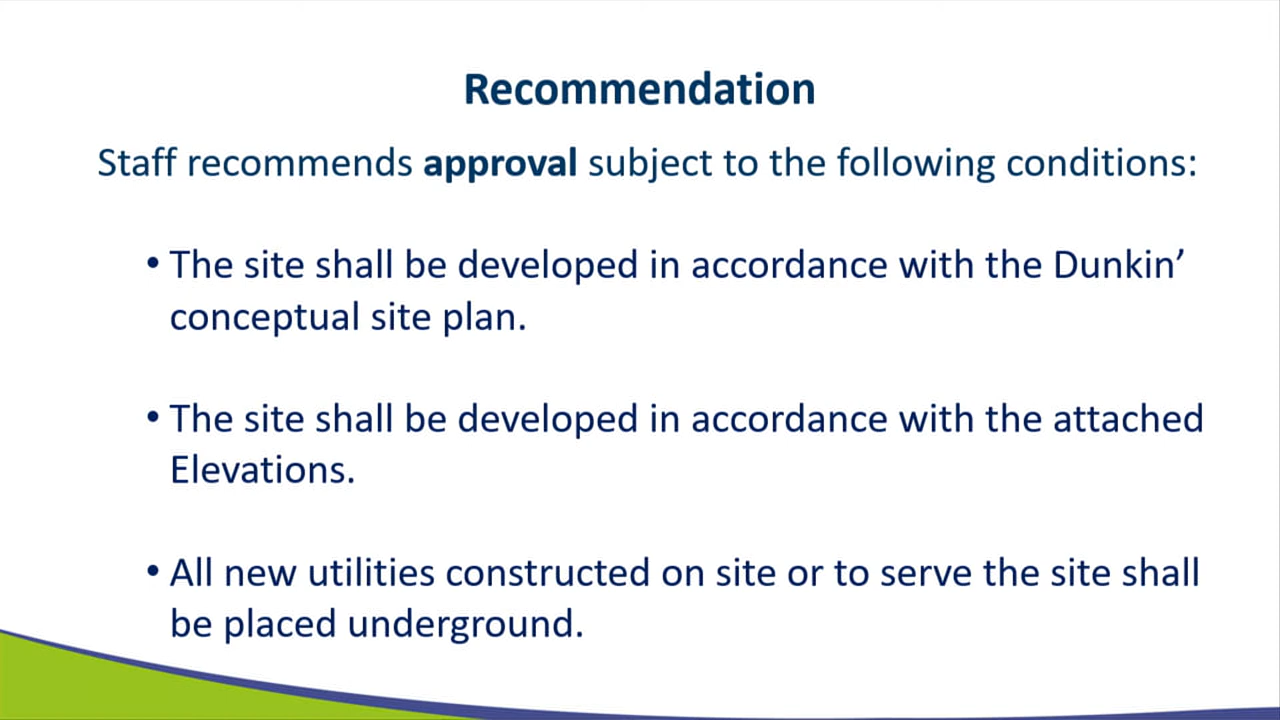 Recommendation
Staff recommends approval subject to the following conditions:
• The site shall be developed in accordance with the Dunkin’
conceptual site plan.
• The site shall be developed in accordance with the attached
Elevations.
• All new utilities constructed on site or to serve the site shall
be placed underground.